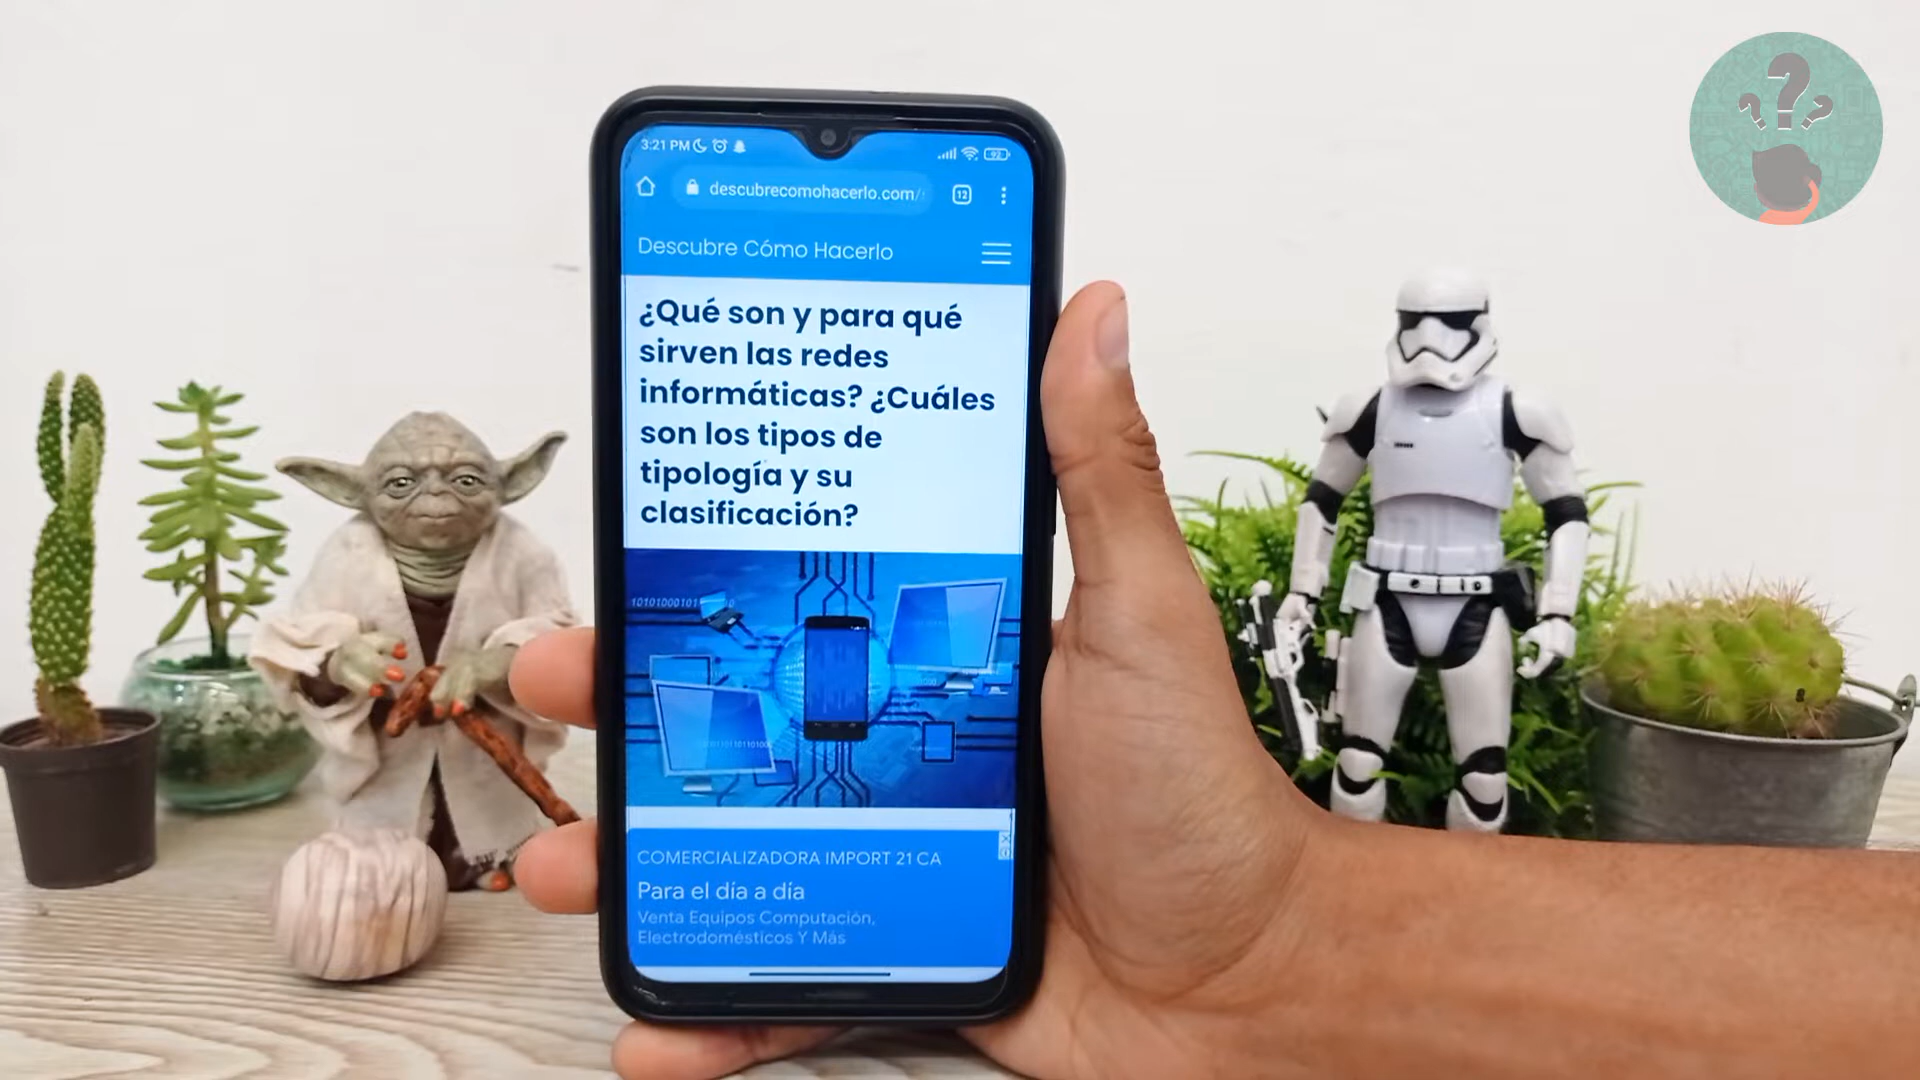 3:21 PM
92
descubrecomohacerlo.com/
12
Descubre Cómo Hacerlo
¿Qué son y para qué
sirven las redes
informáticas? ¿Cuáles
son los tipos de
tipología y su
clasificación?
COMERCIALIZADORA IMPORT 21 CA
Para el día a día
Venta Equipos Computación,
Electrodomésticos Y Más